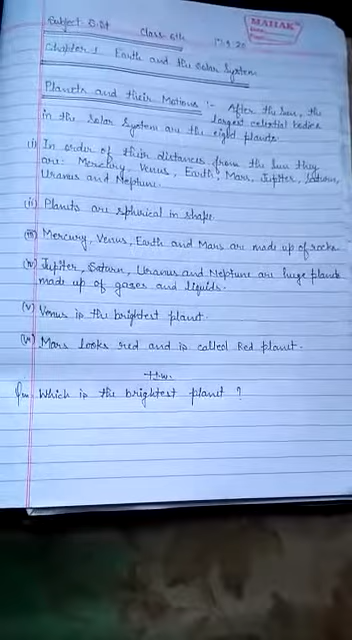 Subject S.St Class 6th
MAHAK
Date
Page
Chapter 1 Earth and the Solar System
Planets and their Motions :- After the Sun, the
largest celestial bodies
in the Solar System are the eight planets.
(i) In order of their distances from the Sun they
are: Mercury, Venus, Earth, Mars, Jupiter, Saturn,
Uranus and Neptune.
(ii) Planets are spherical in shape
(iii) Mercury, Venus, Earth and Mars are made up of rocks.
(iv) Jupiter, Saturn, Uranus and Neptune are huge planets
made up of gases and liquids.
(v) Venus is the brightest planet.
(vi) Mars looks red and is called Red planet.
H.w.
Which is the brightest planet ?